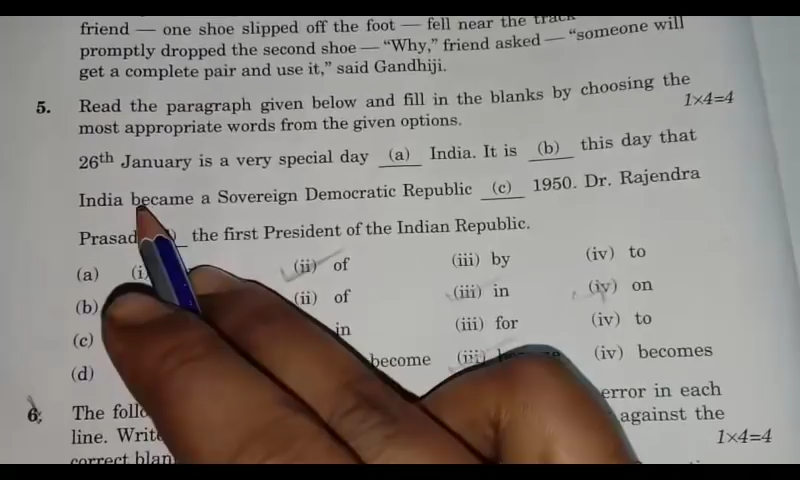 friend — one shoe slipped off the foot — fell near the track
promptly dropped the second shoe — “Why,” friend asked — “someone will
get a complete pair and use it,” said Gandhiji.
5. Read the paragraph given below and fill in the blanks by choosing the
most appropriate words from the given options. 1×4=4
26th January is a very special day (a) India. It is (b) this day that
India became a Sovereign Democratic Republic (c) 1950. Dr. Rajendra
Prasad the first President of the Indian Republic.
(a) (i) (ii) of (iii) by (iv) to
(b) (ii) of (iii) in (iv) on
(c) in (iii) for (iv) to
(d) become (iii) (iv) becomes
6. The error in each
line. against the
correct 1×4=4